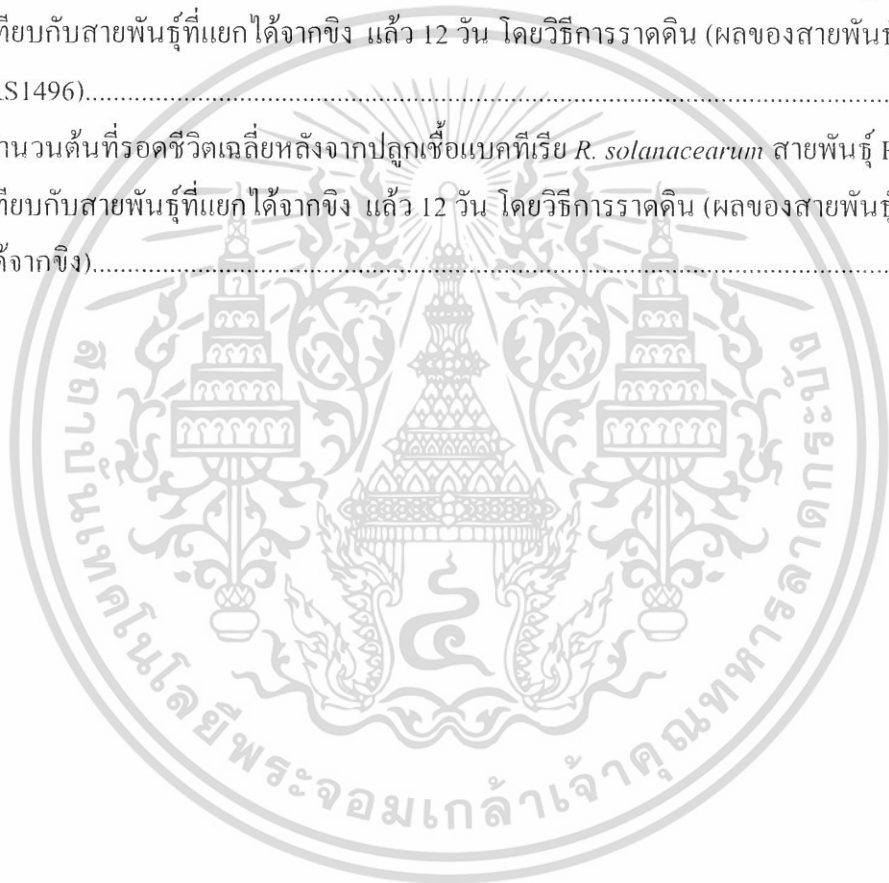 ทียบกับสายพันธุ์ที่แยกได้จากขิง แล้ว 12 วัน โดยวิธีการราดดิน (ผลของสายพันธุ์
S1496)
ำนวนต้นที่รอดชีวิตเฉลี่ยหลังจากปลูกเชื้อแบคทีเรีย R. solanacearum สายพันธุ์
ทียบกับสายพันธุ์ที่แยกได้จากขิง แล้ว 12 วัน โดยวิธีการราดดิน (ผลของสายพันธุ์
ด้จากขิง)
สถาบันเทคโนโลยีพระจอมเกล้าเจ้าคุณทหารลาดกระบัง